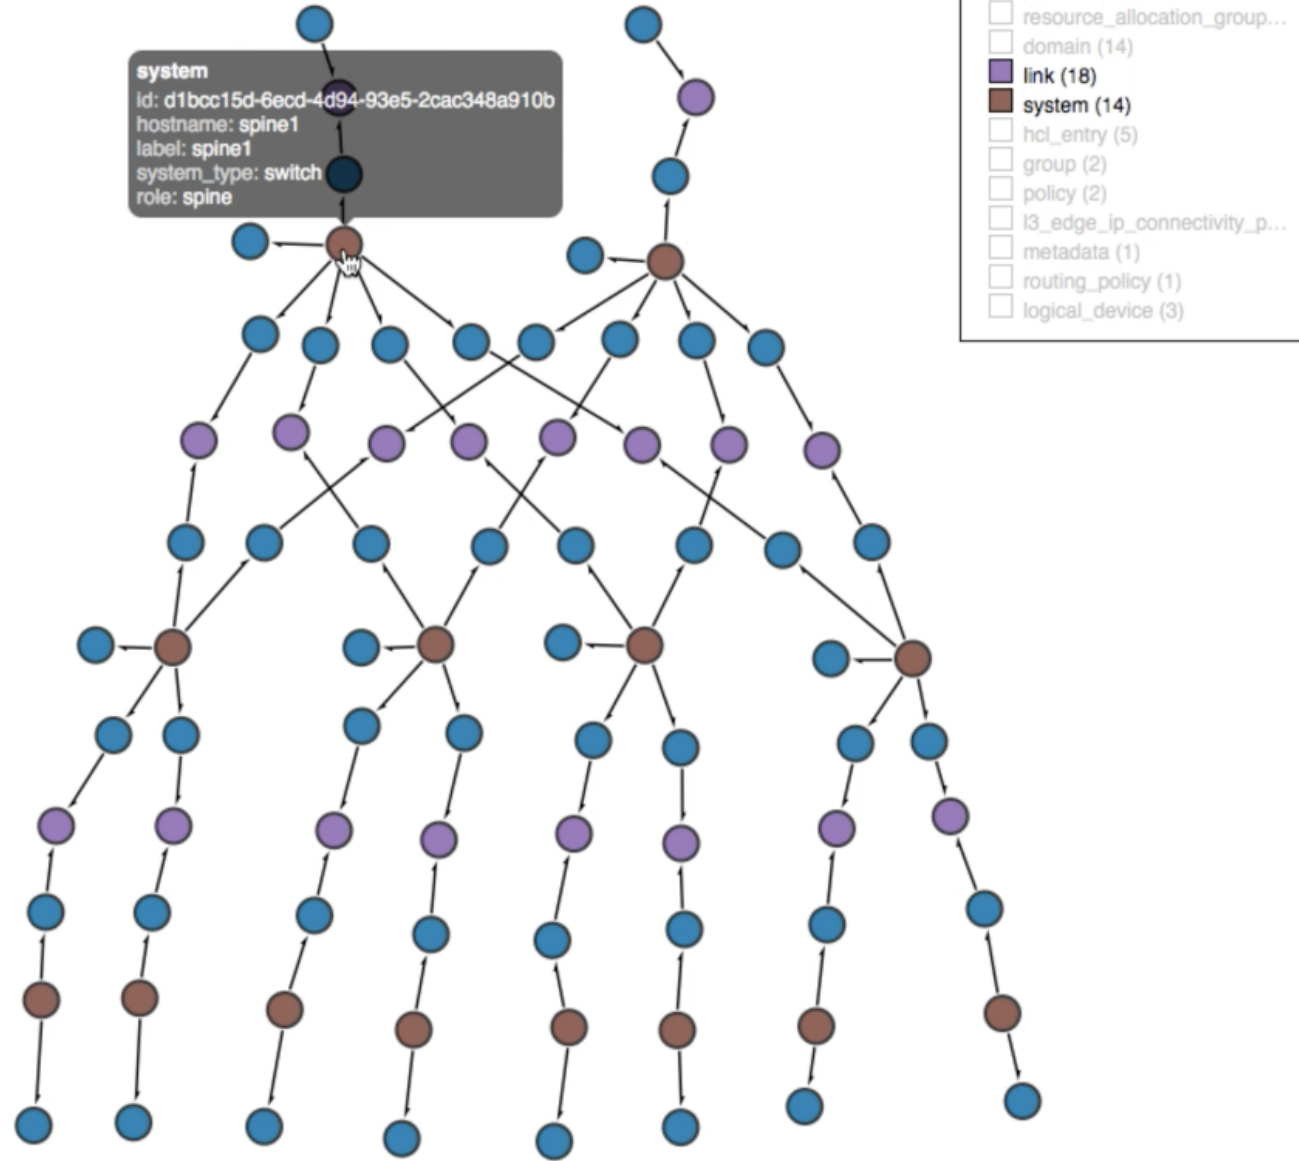 system
id: d1bcc15d-6ecd-4d94-93e5-2cac348a910b
hostname: spine1
label: spine1
system_type: switch
role: spine
resource_allocation_group...
domain (14)
link (18)
system (14)
hcl_entry (5)
group (2)
policy (2)
l3_edge_ip_connectivity_p...
metadata (1)
routing_policy (1)
logical_device (3)